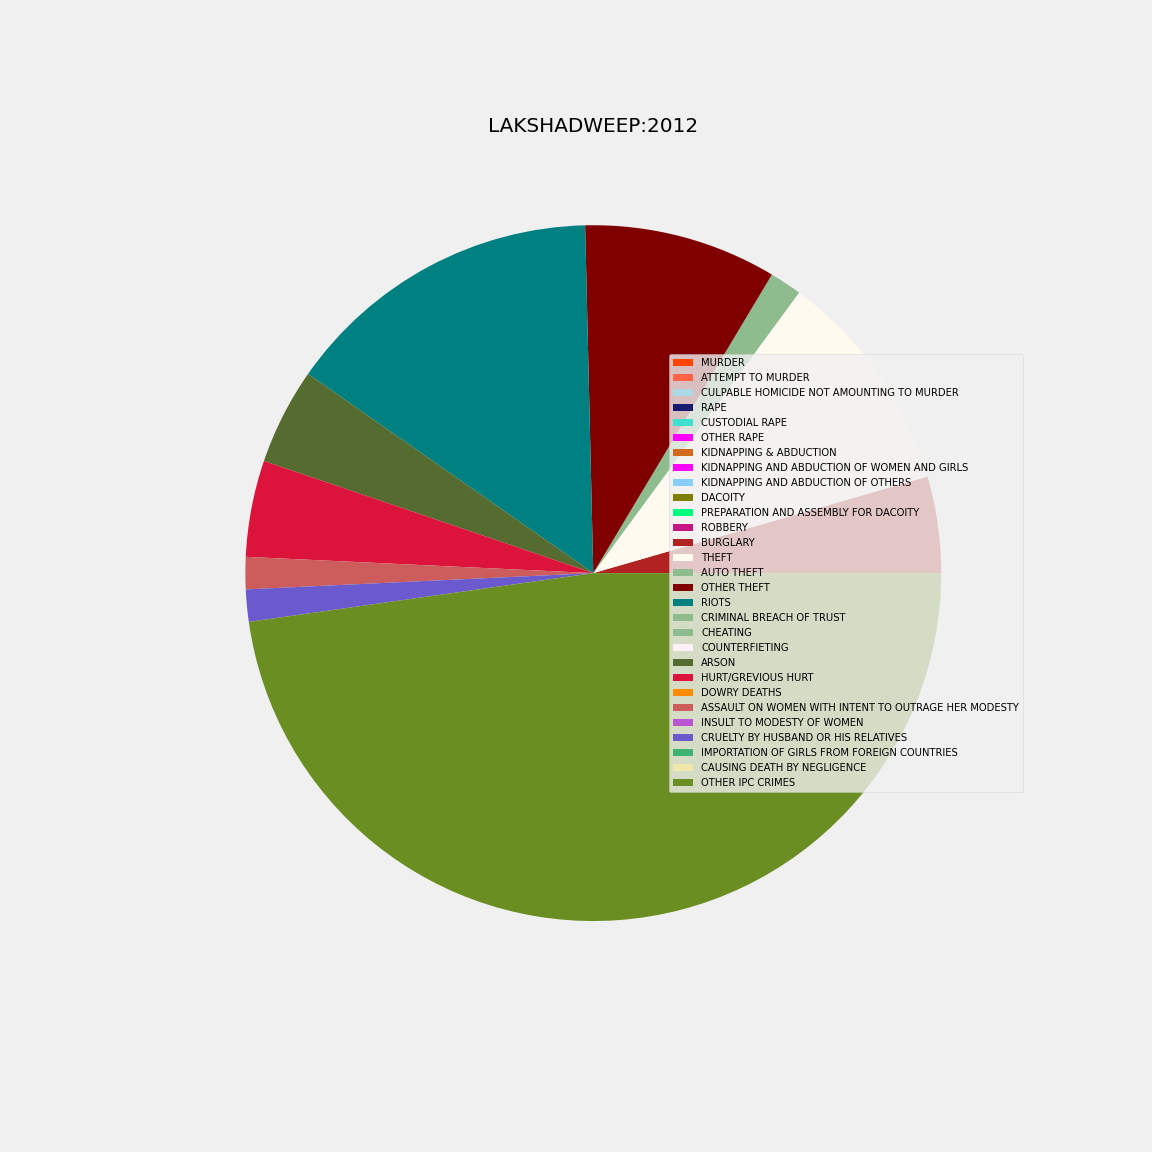 LAKSHADWEEP:2012
MURDER
ATTEMPT TO MURDER
CULPABLE HOMICIDE NOT AMOUNTING TO MURDER
RAPE
CUSTODIAL RAPE
OTHER RAPE
KIDNAPPING & ABDUCTION
KIDNAPPING AND ABDUCTION OF WOMEN AND GIRLS
KIDNAPPING AND ABDUCTION OF OTHERS
DACOITY
PREPARATION AND ASSEMBLY FOR DACOITY
ROBBERY
BURGLARY
THEFT
AUTO THEFT
OTHER THEFT
RIOTS
CRIMINAL BREACH OF TRUST
CHEATING
COUNTERFIETING
ARSON
HURT/GREVIOUS HURT
DOWRY DEATHS
ASSAULT ON WOMEN WITH INTENT TO OUTRAGE HER MODESTY
INSULT TO MODESTY OF WOMEN
CRUELTY BY HUSBAND OR HIS RELATIVES
IMPORTATION OF GIRLS FROM FOREIGN COUNTRIES
CAUSING DEATH BY NEGLIGENCE
OTHER IPC CRIMES